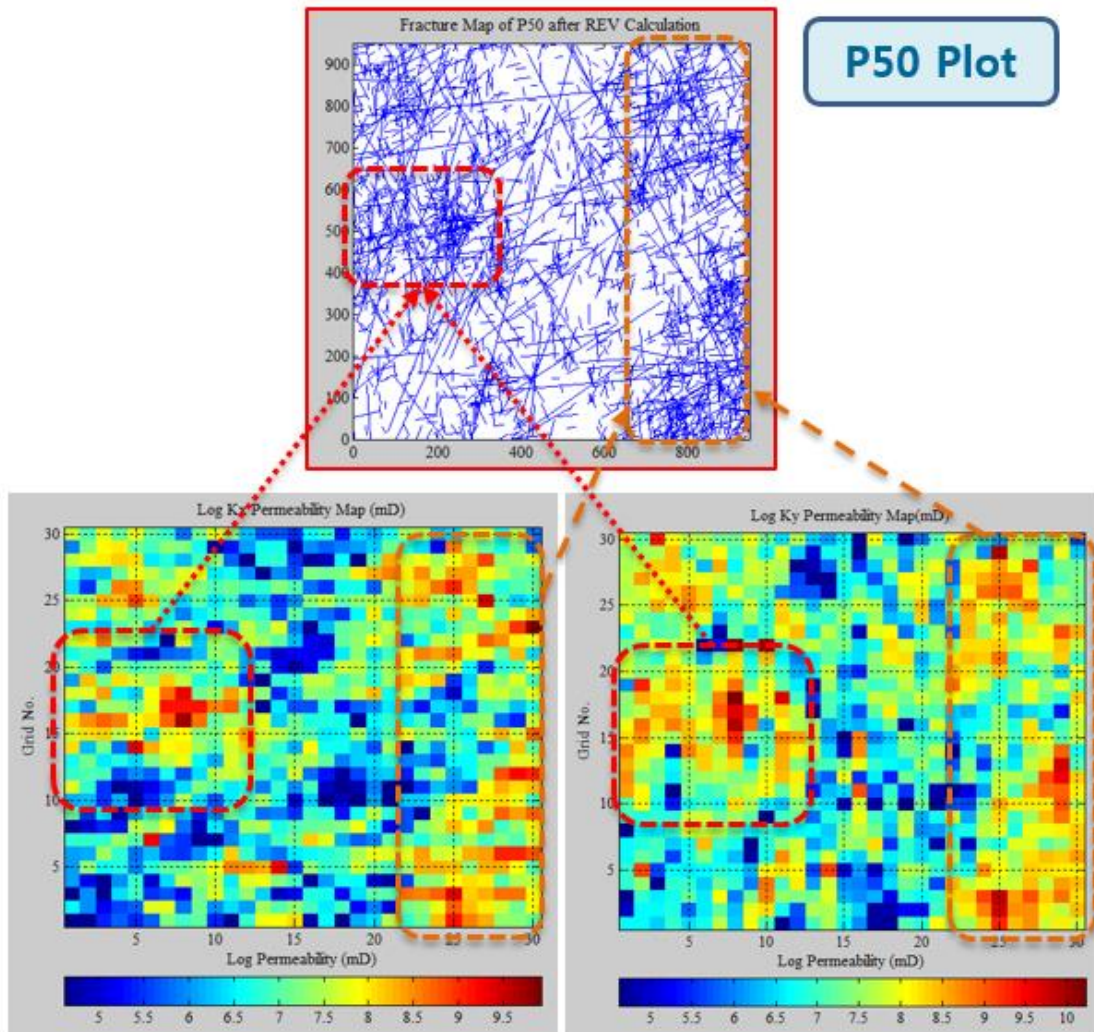 Fracture Map of P50 after REV Calculation
P50 Plot
900
800
700
600
500
400
300
200
100
0
0 200 400 600 800
Log Kx Permeability Map (mD)
30
25
20
15
10
5
Grid No.
5 10 15 20 25 30
Log Permeability (mD)
5 5.5 6 6.5 7 7.5 8 8.5 9 9.5
Log Ky Permeability Map(mD)
30
25
20
15
10
5
Grid No.
5 10 15 20 25 30
Log Permeability (mD)
5 5.5 6 6.5 7 7.5 8 8.5 9 9.5 10